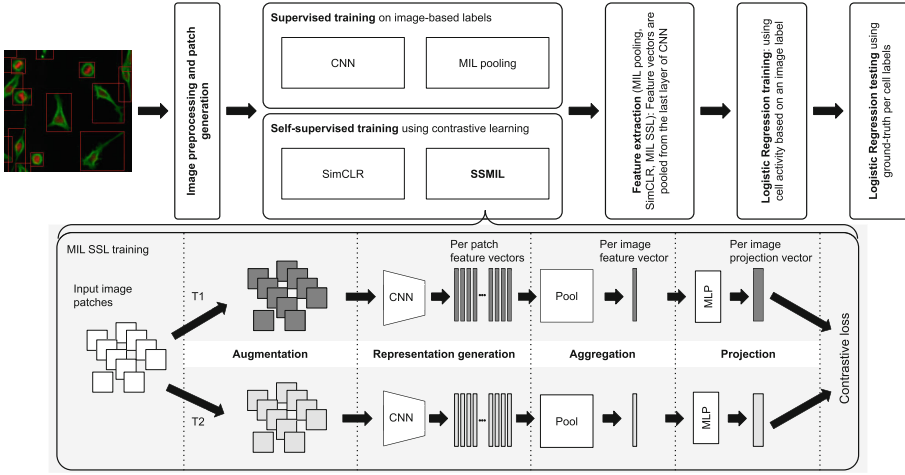 Image preprocessing and patch
generation
Supervised training on image-based labels
CNN
MIL pooling
Self-supervised training using contrastive learning
SimCLR
SSMIL
Feature extraction (MIL pooling,
SimCLR, MIL SSL): Feature vectors are
pooled from the last layer of CNN
Logistic Regression training: using
cell activity based on an image label
Logistic Regression testing using
ground-truth per cell labels
MIL SSL training
Input image
patches
T1
T2
Augmentation
CNN
Per patch
feature vectors
...
Representation generation
CNN
...
Pool
Per image
feature vector
Aggregation
Pool
MLP
Per image
projection vector
Projection
MLP
Contrastive loss